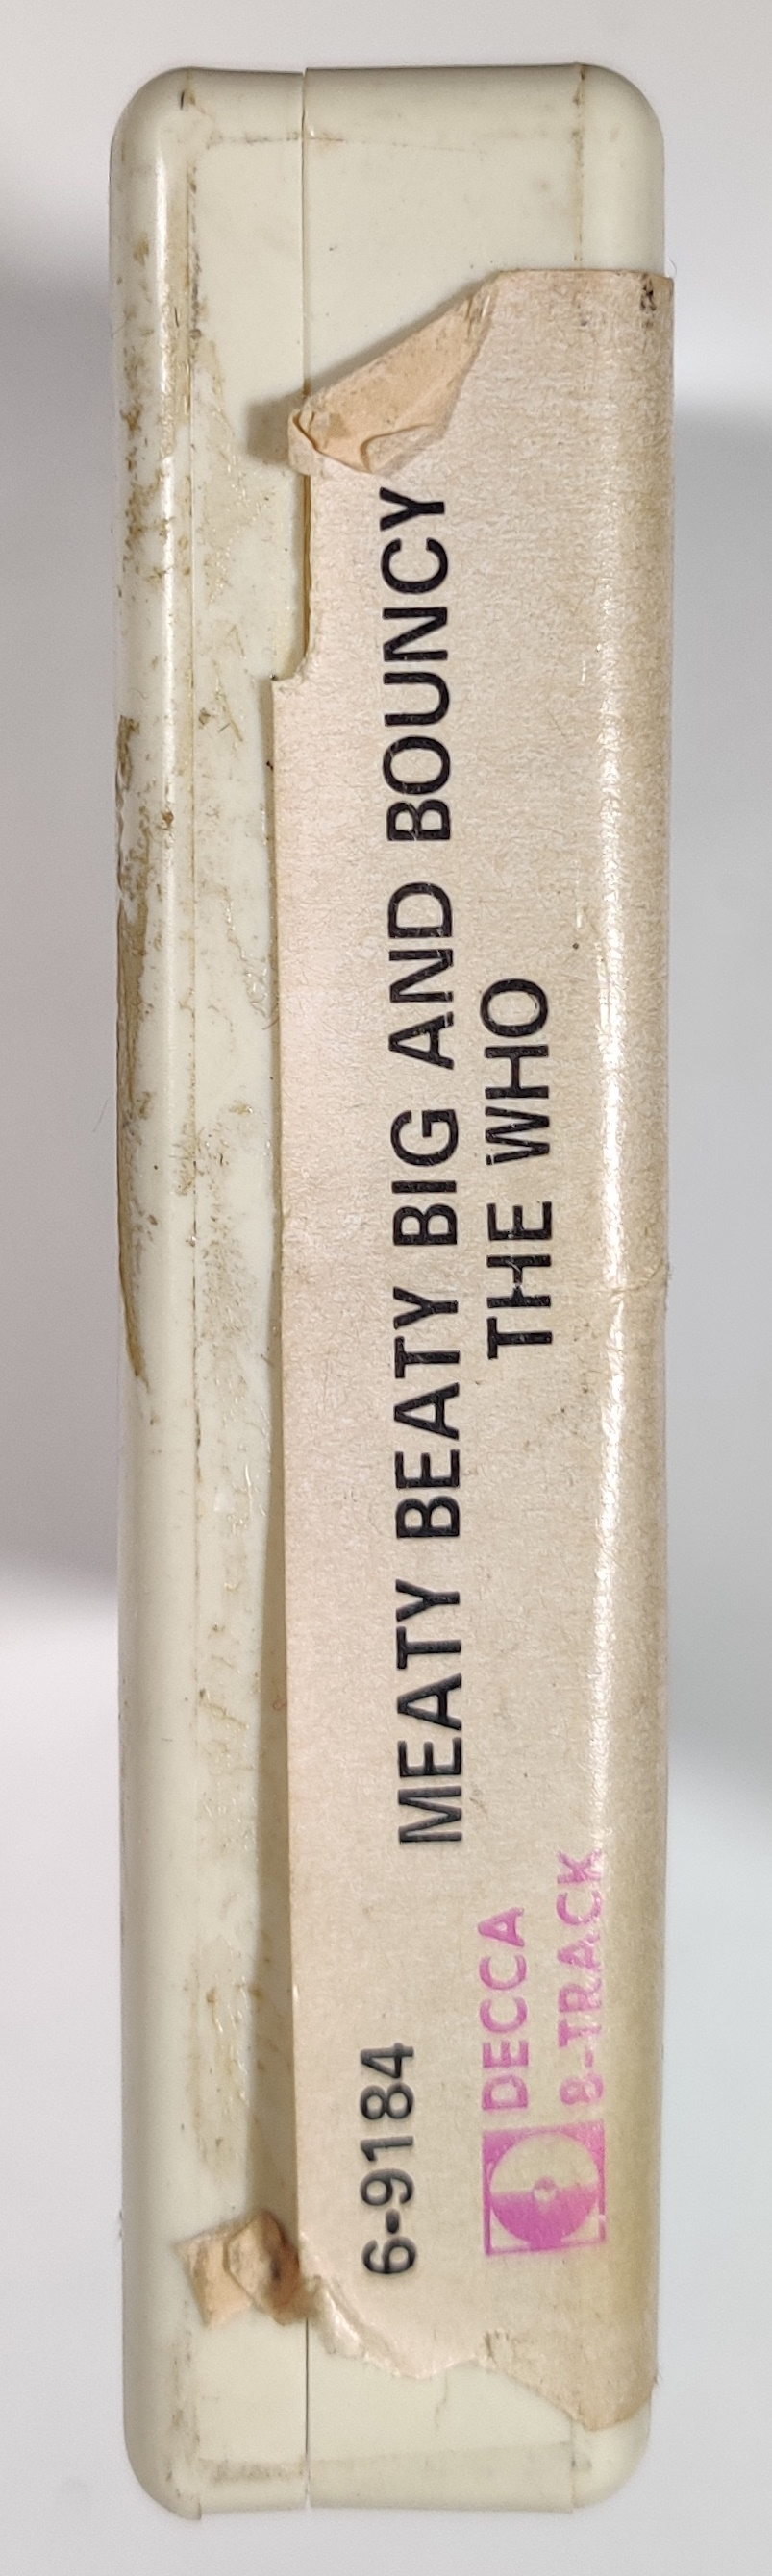 MEATY BEATY BIG AND BOUNCY
THE WHO
6-9184
DECCA
8-TRACK